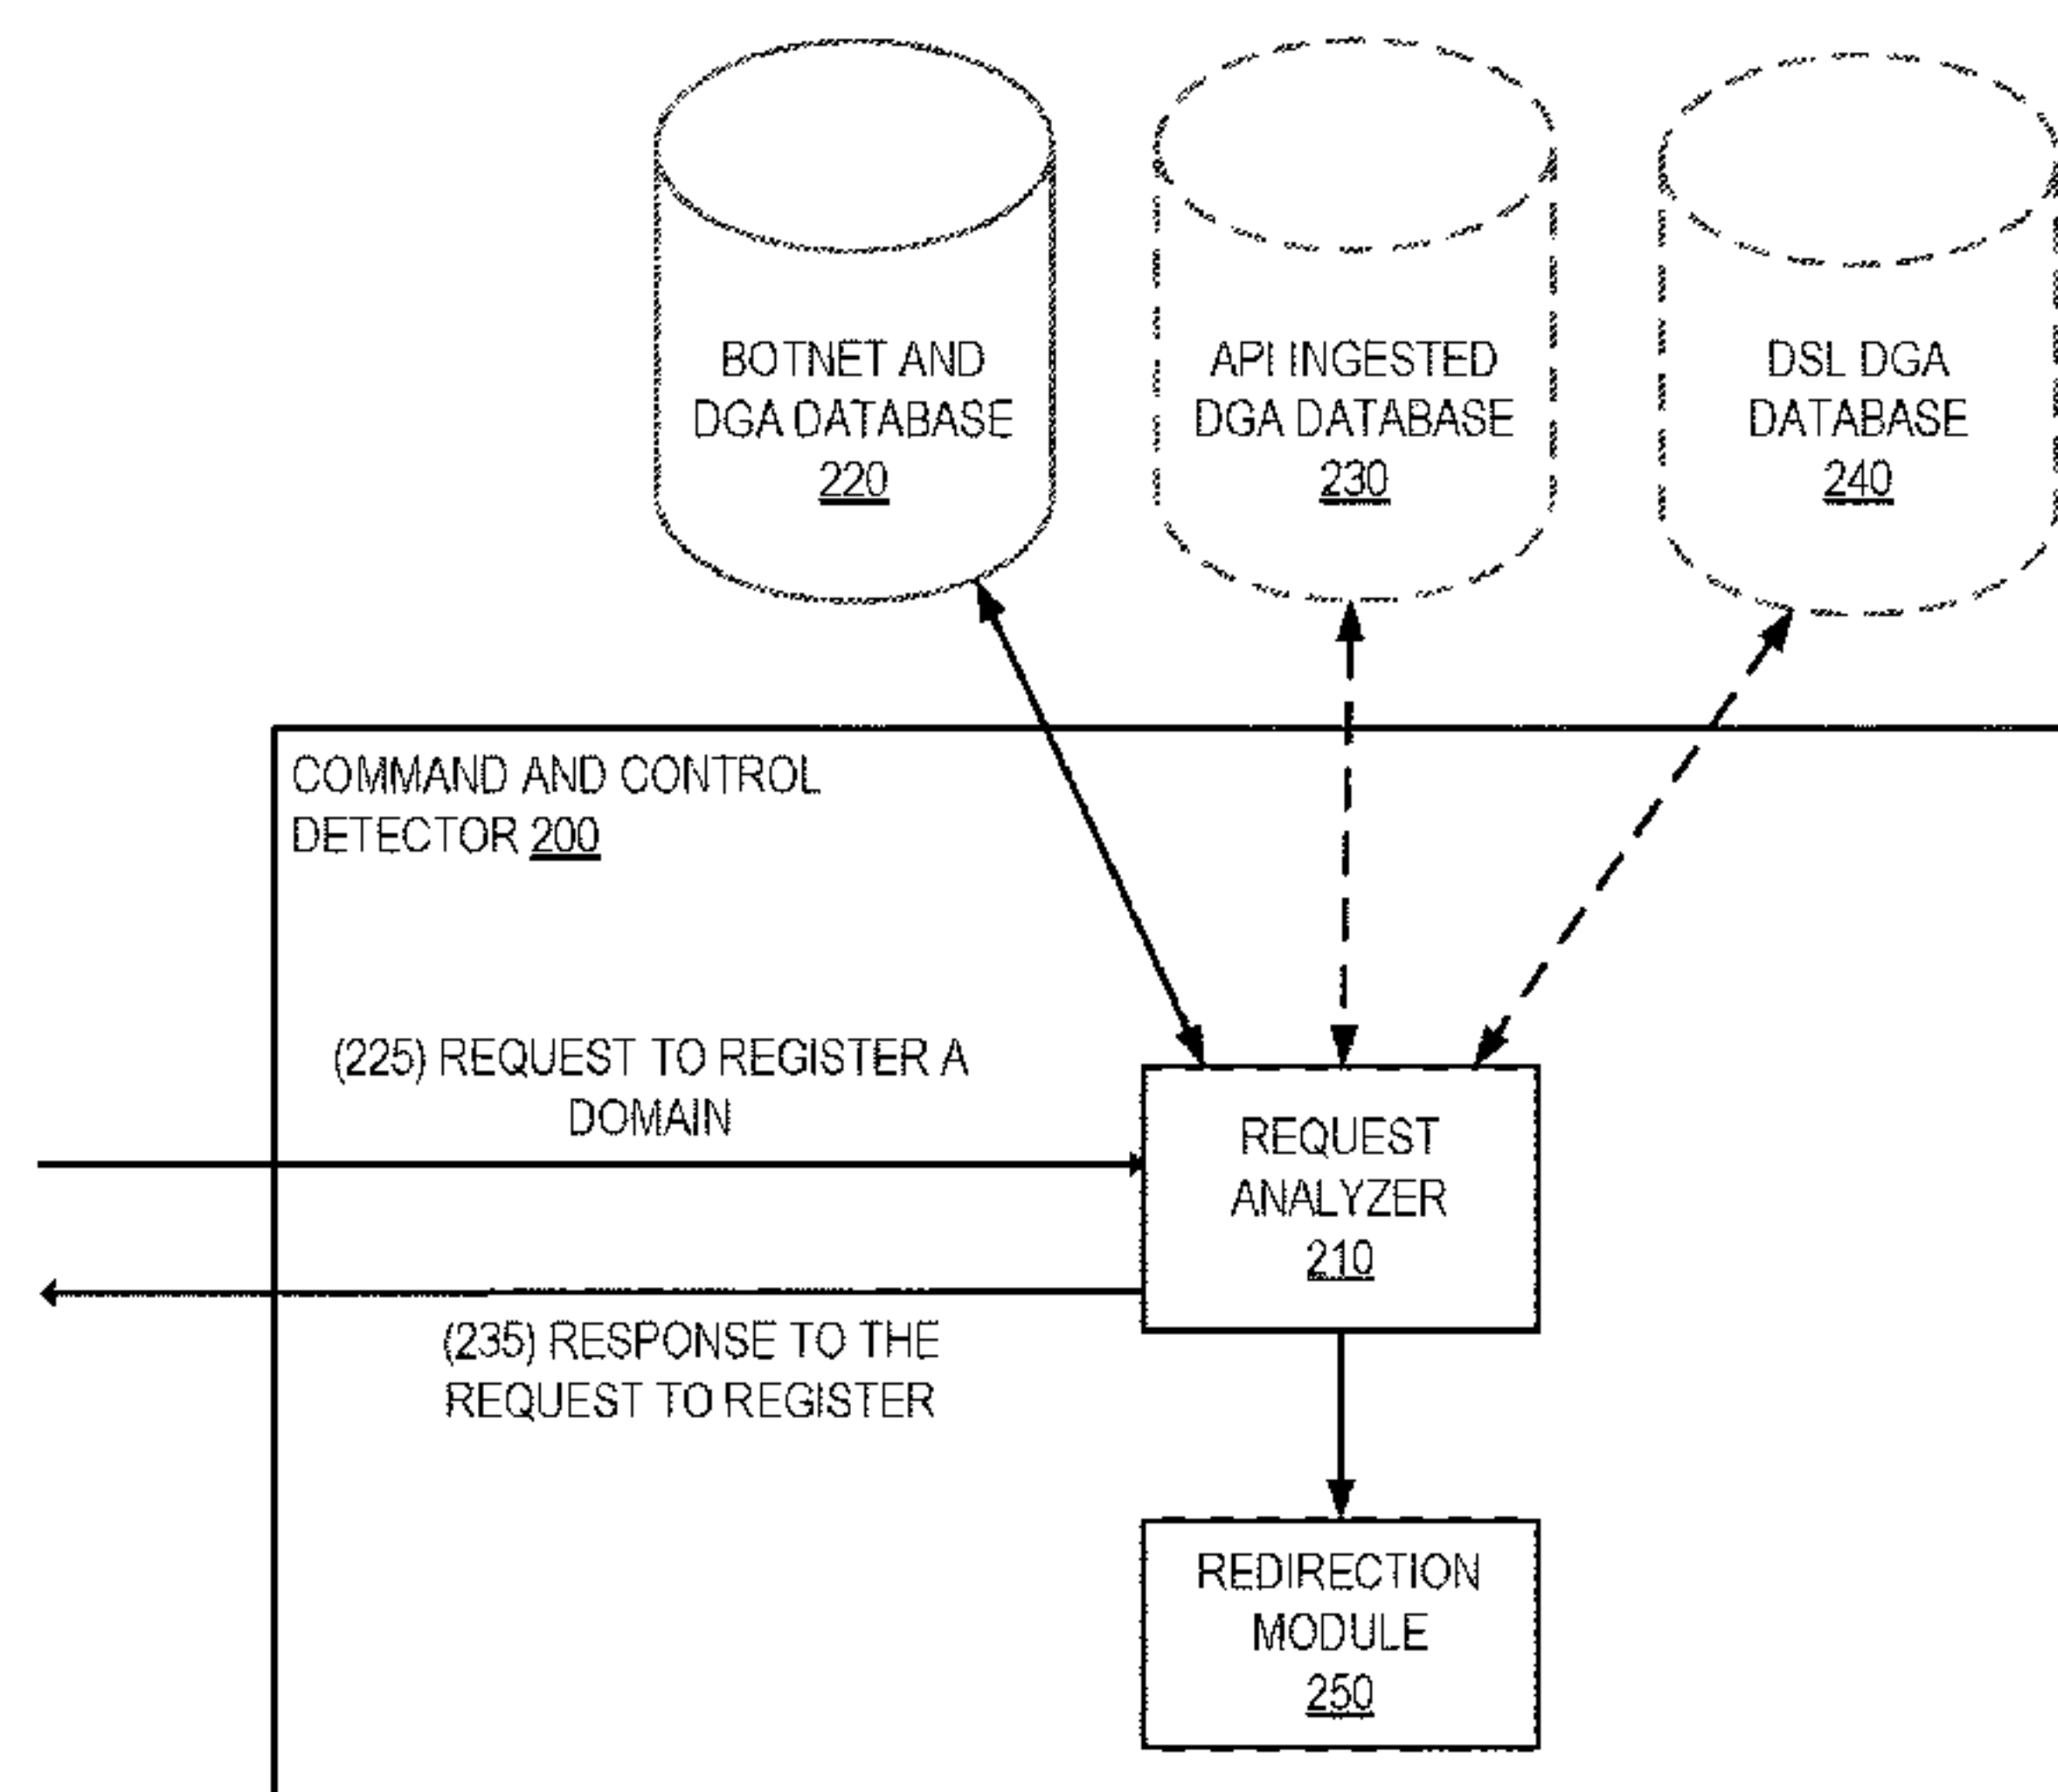 BOTNET AND
DGA DATABASE
220
API INGESTED
DGA DATABASE
230
DSL DGA
DATABASE
240
COMMAND AND CONTROL
DETECTOR 200
(225) REQUEST TO REGISTER A
DOMAIN
REQUEST
ANALYZER
210
(235) RESPONSE TO THE
REQUEST TO REGISTER
REDIRECTION
MODULE
250